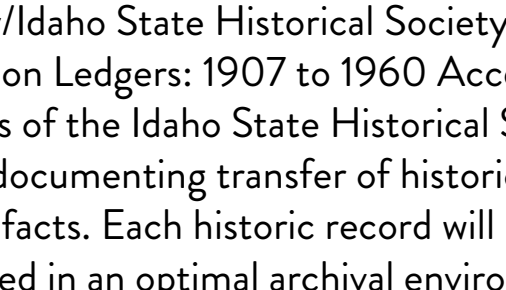 /Idaho State Historical Society
on Ledgers: 1907 to 1960 Acc
s of the Idaho State Historical S
documenting transfer of histori
facts. Each historic record will
ed in an optimal archival enviro